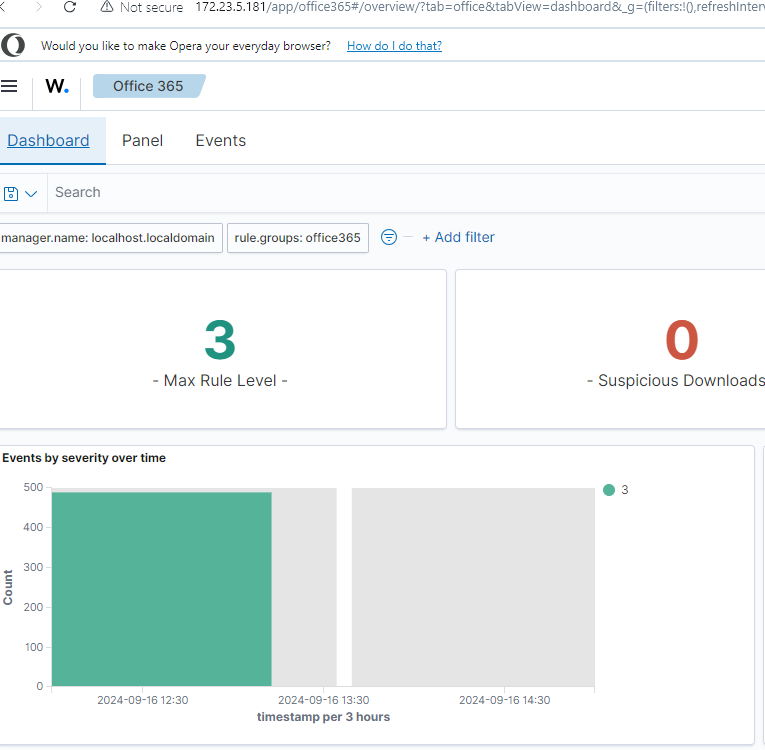 Not secure 172.23.5.181/app/office365#/overview/?tab=office&tabView=dashboard&_g=(filters:!(),refreshInterv
Would you like to make Opera your everyday browser? How do I do that?
W. Office 365
Dashboard Panel Events
Search
manager.name: localhost.localdomain rule.groups: office365 + Add filter
3 0
- Max Rule Level - - Suspicious Downloads
Events by severity over time
500
400
300
200
100
0
Count
3
2024-09-16 12:30 2024-09-16 13:30 2024-09-16 14:30
timestamp per 3 hours